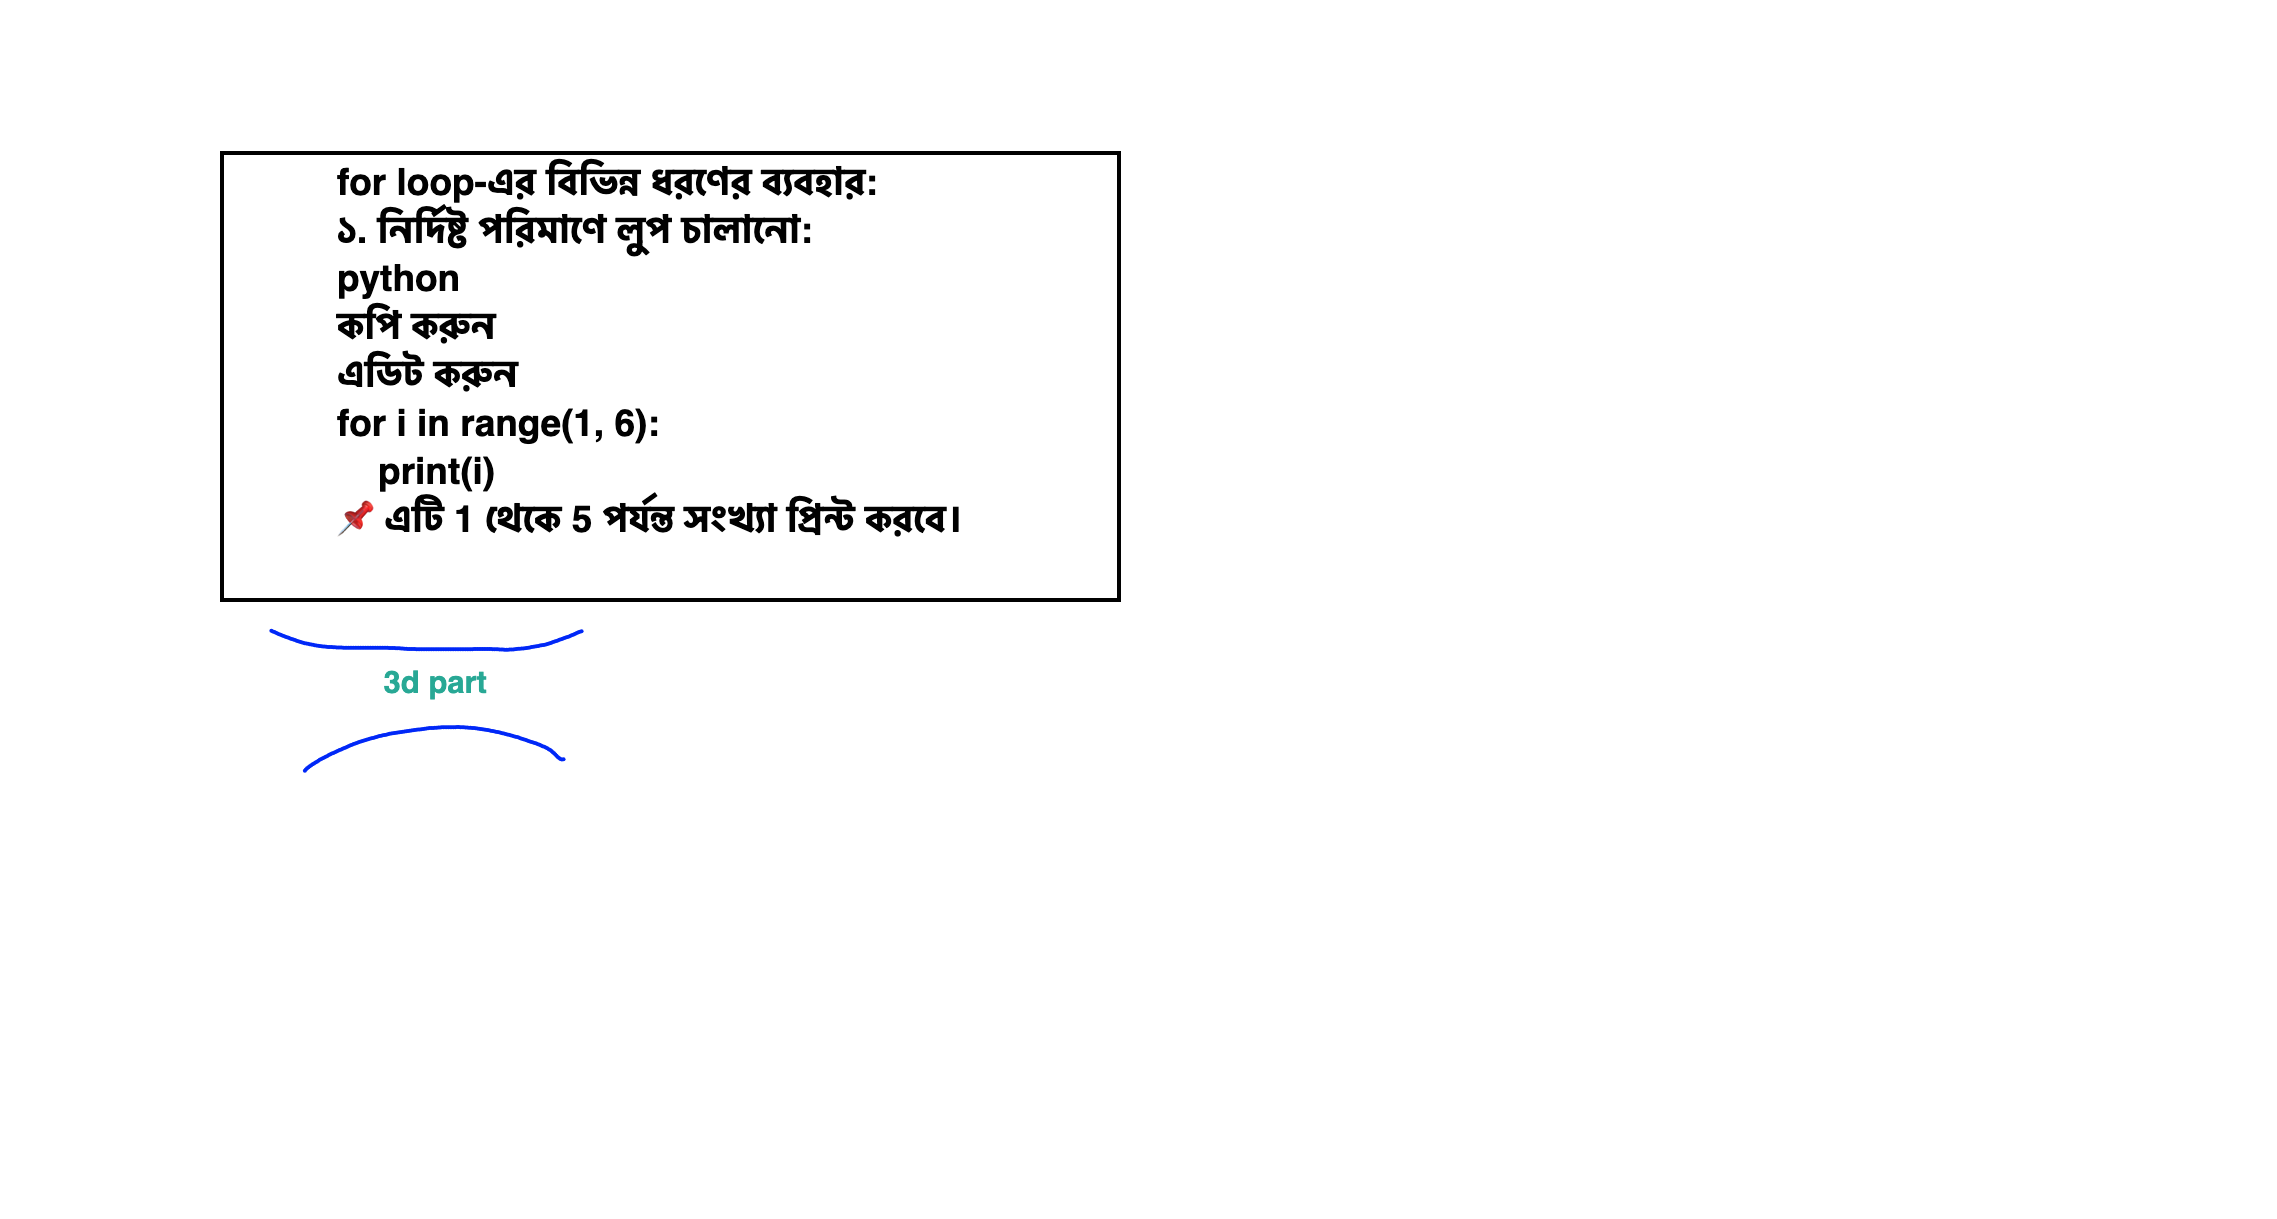 for loop-এর বিভিন্ন ধরণের ব্যবহার:
১. নির্দিষ্ট পরিমাণে লুপ চালানো:
python
কপি করুন
এডিট করুন
for i in range(1, 6):
    print(i)
📌 এটি 1 থেকে 5 পর্যন্ত সংখ্যা প্রিন্ট করবে।
3d part